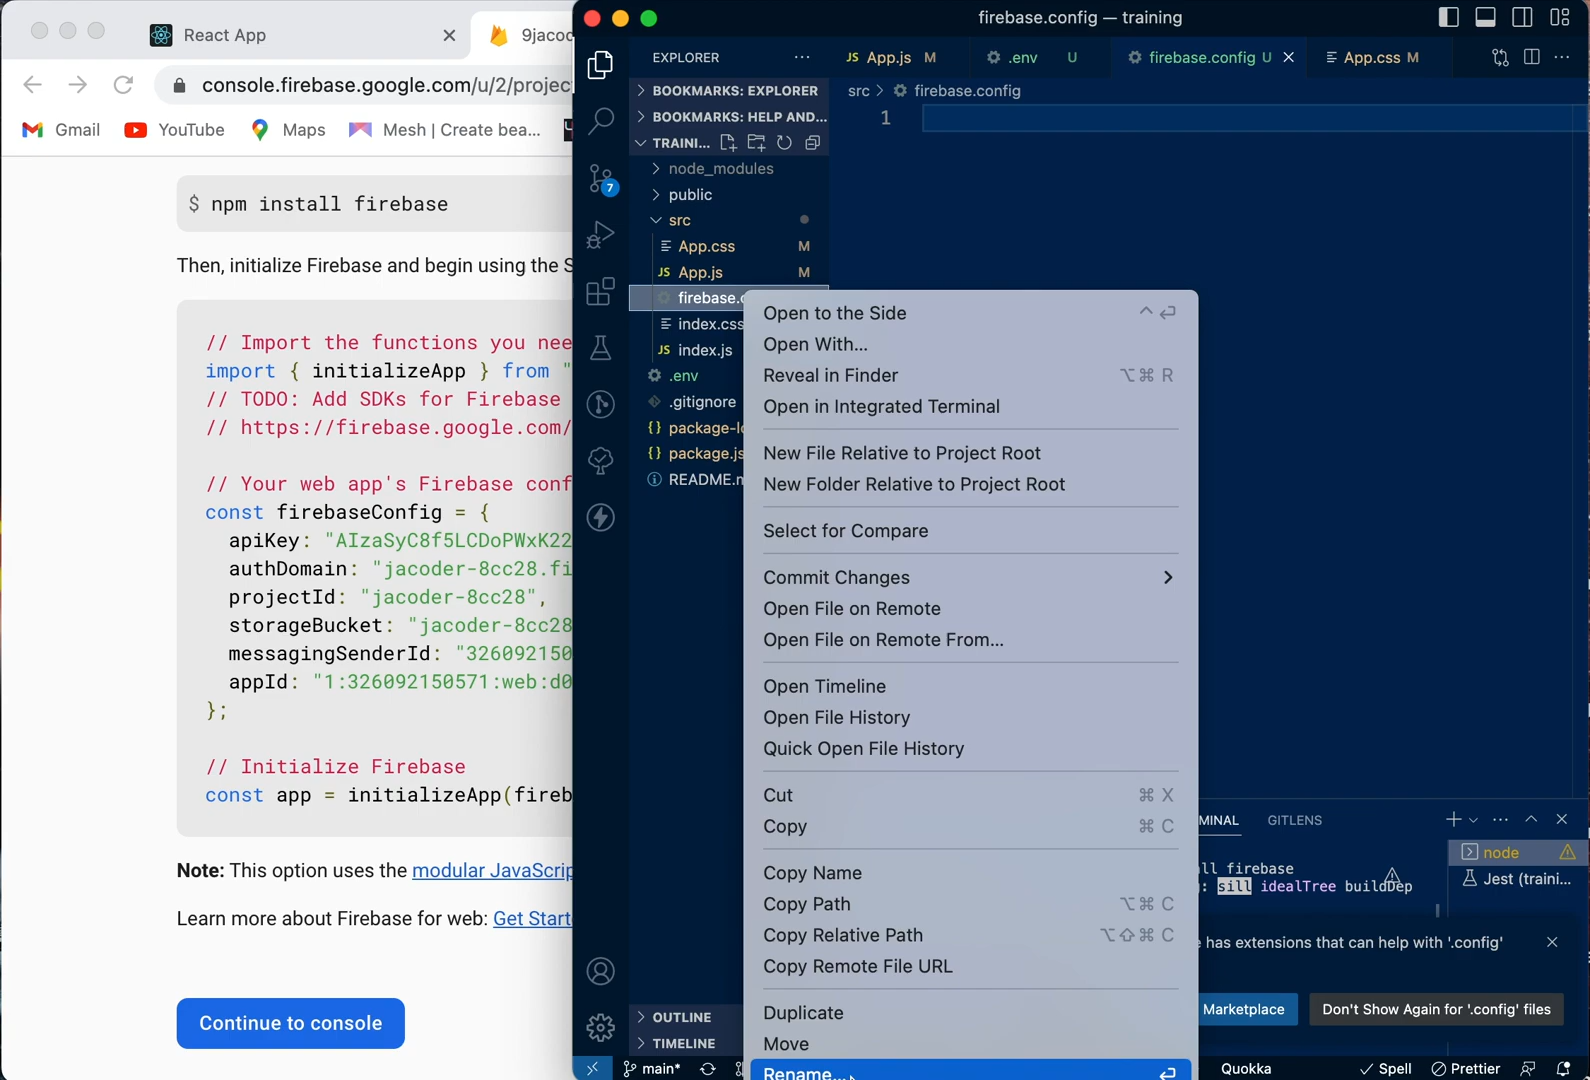 React App
9jacod
console.firebase.google.com/u/2/projec
Gmail
YouTube
Maps
Mesh | Create bea...
$ npm install firebase
Then, initialize Firebase and begin using the S
// Import the functions you nee
import { initializeApp } from "
// TODO: Add SDKs for Firebase
// https://firebase.google.com/
// Your web app's Firebase conf
const firebaseConfig = {
apiKey: "AIzaSyC8f5LCDoPWxK22
authDomain: "jacoder-8cc28.fi
projectId: "jacoder-8cc28",
storageBucket: "jacoder-8cc28
messagingSenderId: "326092150
appId: "1:326092150571:web:d0
};
// Initialize Firebase
const app = initializeApp(fireb
Note: This option uses the modular JavaScrip
Learn more about Firebase for web: Get Start
Continue to console
firebase.config — training
EXPLORER ...
JS App.js M
.env U
firebase.config U
App.css M
src > firebase.config
1
BOOKMARKS: EXPLORER
BOOKMARKS: HELP AND...
TRAINI...
node_modules
public
src
App.css M
JS App.js M
firebase.c
index.css
JS index.js
.env
.gitignore
{} package-lo
{} package.js
README.m
7
OUTLINE
TIMELINE
Open to the Side ^ ↩
Open With...
Reveal in Finder ⌥⌘ R
Open in Integrated Terminal
New File Relative to Project Root
New Folder Relative to Project Root
Select for Compare
Commit Changes >
Open File on Remote
Open File on Remote From...
Open Timeline
Open File History
Quick Open File History
Cut ⌘ X
Copy ⌘ C
Copy Name
Copy Path ⌥⌘ C
Copy Relative Path ⌥⇧⌘ C
Copy Remote File URL
Duplicate
Move
Rename... ↩
MINAL
GITLENS
node
Jest (traini...
ll firebase
: sill idealTree buildDep
e has extensions that can help with '.config'
Marketplace
Don't Show Again for '.config' files
main*
Quokka
Spell
Prettier